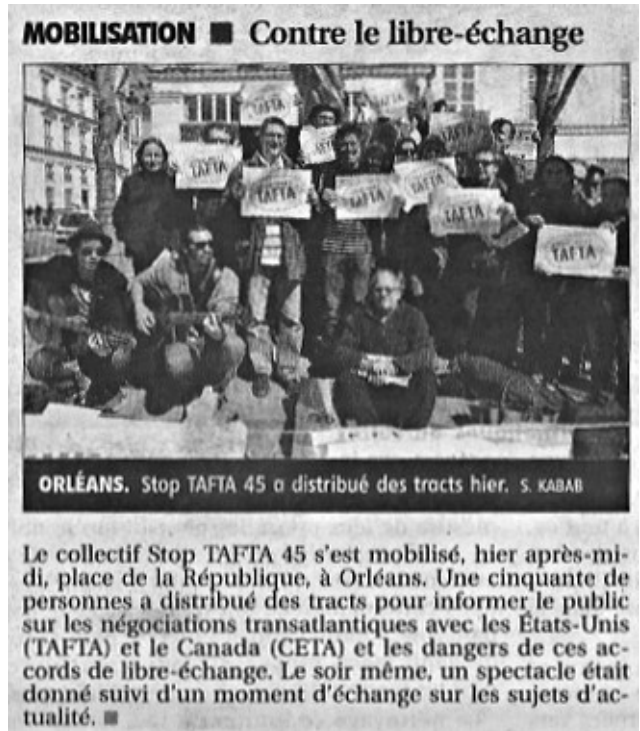 MOBILISATION ■ Contre le libre-échange
TAFTA
TAFTA
TAFTA
TAFTA
CETA
TAFTA
TAFTA
TAFTA
TAFTA
TAFTA
ORLÉANS. Stop TAFTA 45 a distribué des tracts hier. S. KABAB
Le collectif Stop TAFTA 45 s'est mobilisé, hier après-mi-
di, place de la République, à Orléans. Une cinquante de
personnes a distribué des tracts pour informer le public
sur les négociations transatlantiques avec les États-Unis
(TAFTA) et le Canada (CETA) et les dangers de ces ac-
cords de libre-échange. Le soir même, un spectacle était
donné suivi d'un moment d'échange sur les sujets d'ac-
tualité. ■